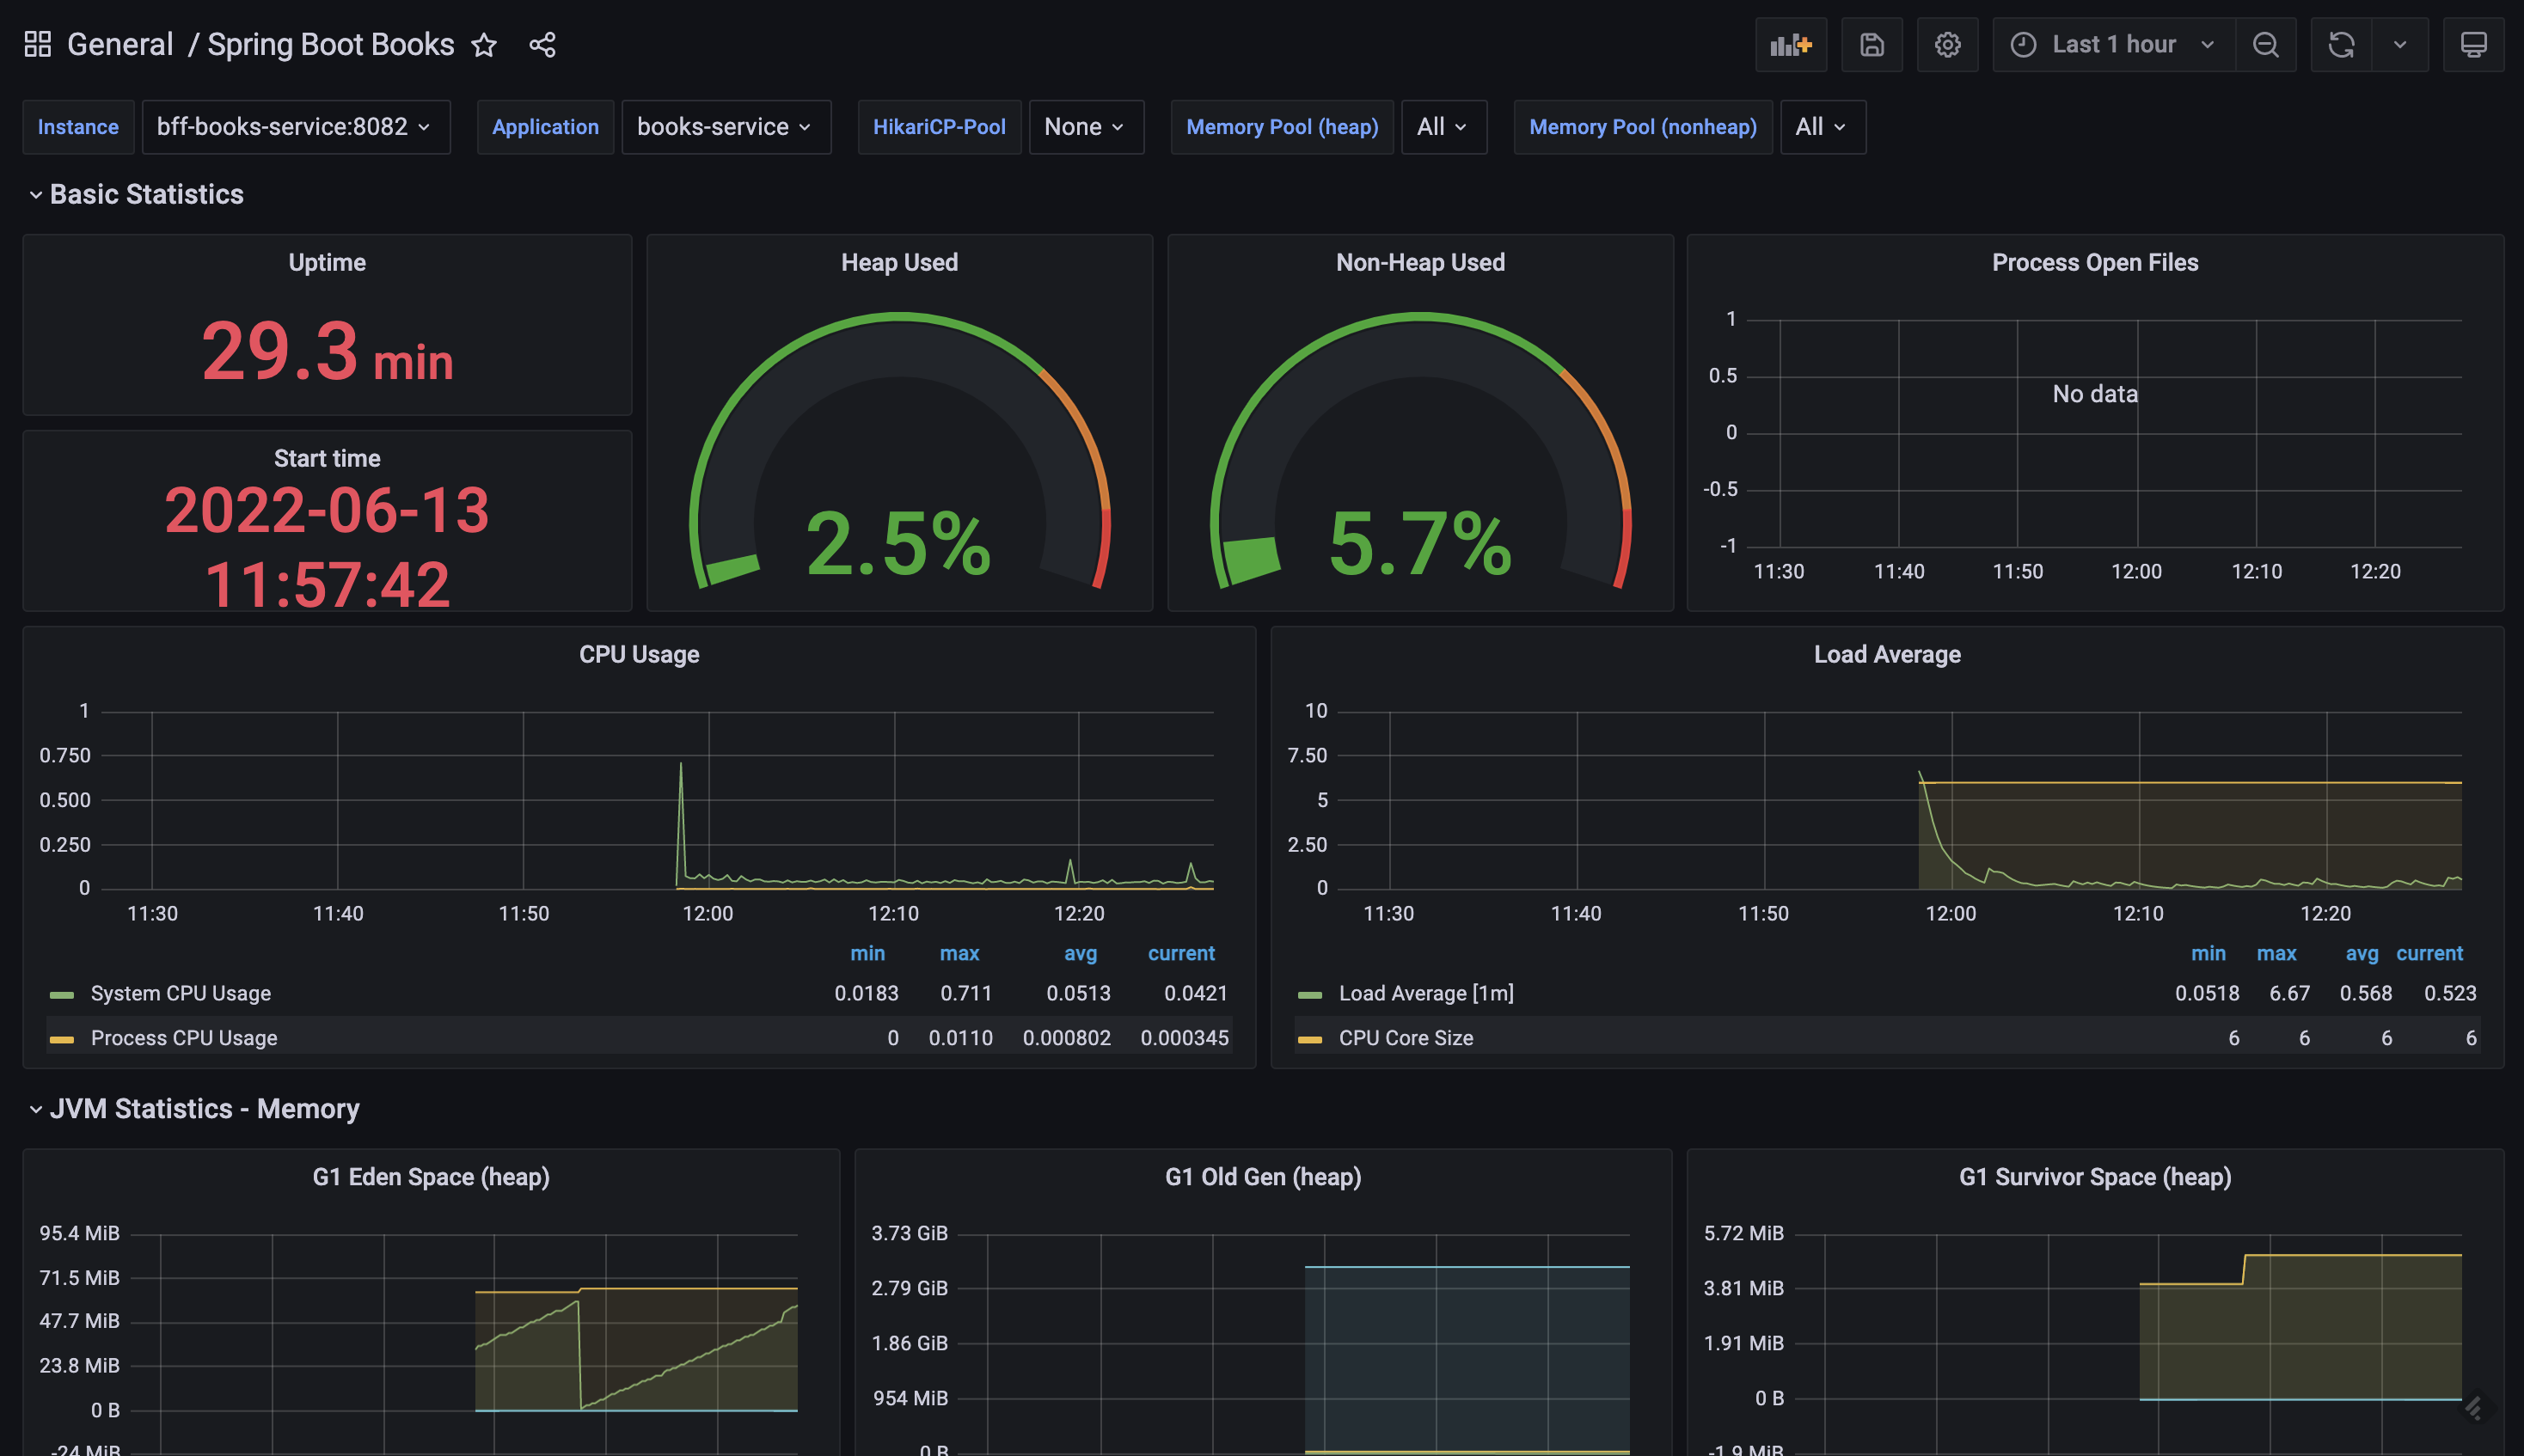 General / Spring Boot Books
Last 1 hour
Instance bff-books-service:8082 Application books-service HikariCP-Pool None Memory Pool (heap) All Memory Pool (nonheap) All
Basic Statistics
Uptime
29.3 min
Start time
2022-06-13
11:57:42
Heap Used
2.5%
Non-Heap Used
5.7%
Process Open Files
1
0.5
0
-0.5
-1
No data
11:30 11:40 11:50 12:00 12:10 12:20
CPU Usage
1
0.750
0.500
0.250
0
11:30 11:40 11:50 12:00 12:10 12:20
min max avg current
System CPU Usage 0.0183 0.711 0.0513 0.0421
Process CPU Usage 0 0.0110 0.000802 0.000345
Load Average
10
7.50
5
2.50
0
11:30 11:40 11:50 12:00 12:10 12:20
min max avg current
Load Average [1m] 0.0518 6.67 0.568 0.523
CPU Core Size 6 6 6 6
JVM Statistics - Memory
G1 Eden Space (heap)
95.4 MiB
71.5 MiB
47.7 MiB
23.8 MiB
0 B
-24 MiB
G1 Old Gen (heap)
3.73 GiB
2.79 GiB
1.86 GiB
954 MiB
0 B
G1 Survivor Space (heap)
5.72 MiB
3.81 MiB
1.91 MiB
0 B
-1.9 MiB